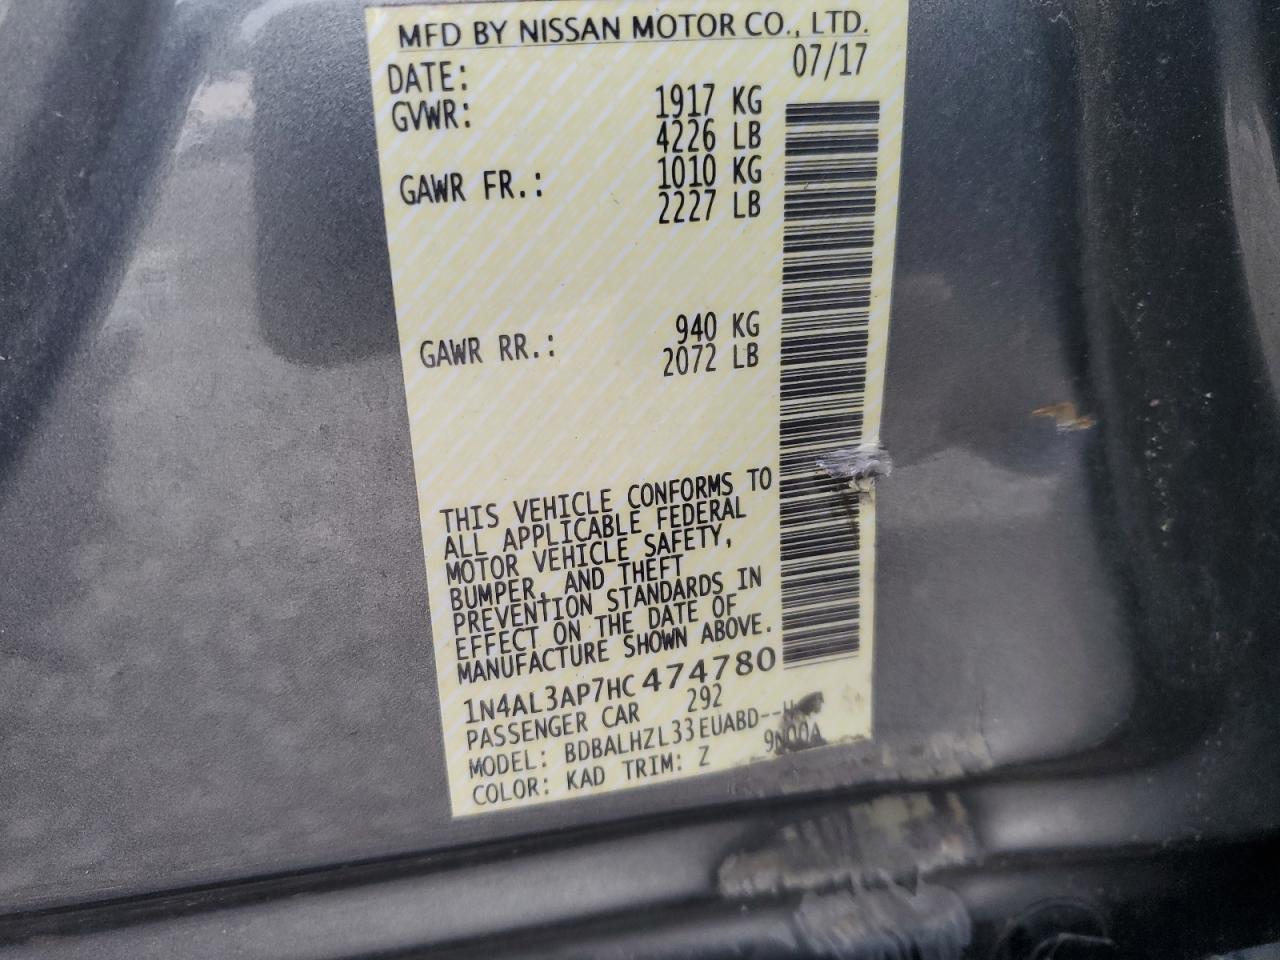 MFD BY NISSAN MOTOR CO., LTD.
DATE: 07/17
GVWR: 1917 KG
4226 LB
GAWR FR.: 1010 KG
2227 LB
GAWR RR.: 940 KG
2072 LB
THIS VEHICLE CONFORMS TO
ALL APPLICABLE FEDERAL
MOTOR VEHICLE SAFETY,
BUMPER, AND THEFT
PREVENTION STANDARDS IN
EFFECT ON THE DATE OF
MANUFACTURE SHOWN ABOVE.
1N4AL3AP7HC474780
PASSENGER CAR 292
MODEL: BDBALHZL33EUABD--
COLOR: KAD TRIM: Z 9N00A